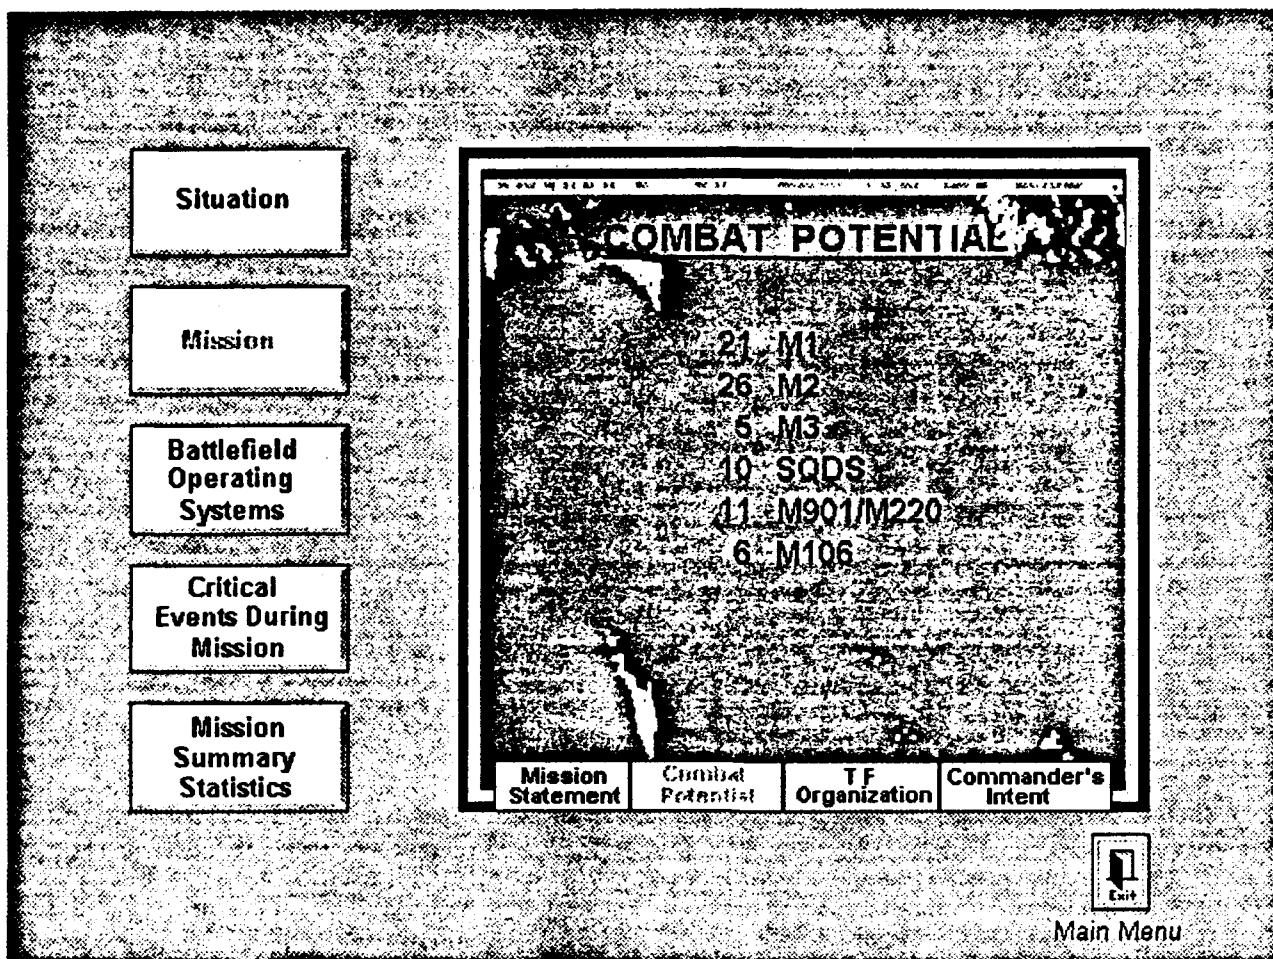 Situation
Mission
Battlefield
Operating
Systems
Critical
Events During
Mission
Mission
Summary
Statistics
COMBAT POTENTIAL
21 M1
26 M2
5 M3
10 SQDS
11 M901/M220
6 M106
Mission
Statement
Combat
Potential
T F
Organization
Commander's
Intent
Exit
Main Menu